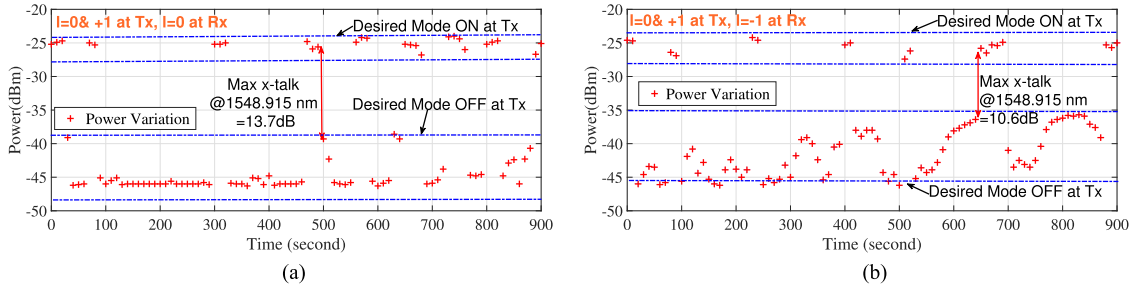 l=0& +1 at Tx, l=0 at Rx
Desired Mode ON at Tx
Max x-talk
@1548.915 nm
=13.7dB
Desired Mode OFF at Tx
Power Variation
Power(dBm)
-20
-25
-30
-35
-40
-45
-50
0
100
200
300
400
500
600
700
800
900
Time (second)
(a)
l=0& +1 at Tx, l=-1 at Rx
Desired Mode ON at Tx
Power Variation
Max x-talk
@1548.915 nm
=10.6dB
Desired Mode OFF at Tx
Power(dBm)
-20
-25
-30
-35
-40
-45
-50
0
100
200
300
400
500
600
700
800
900
Time (second)
(b)